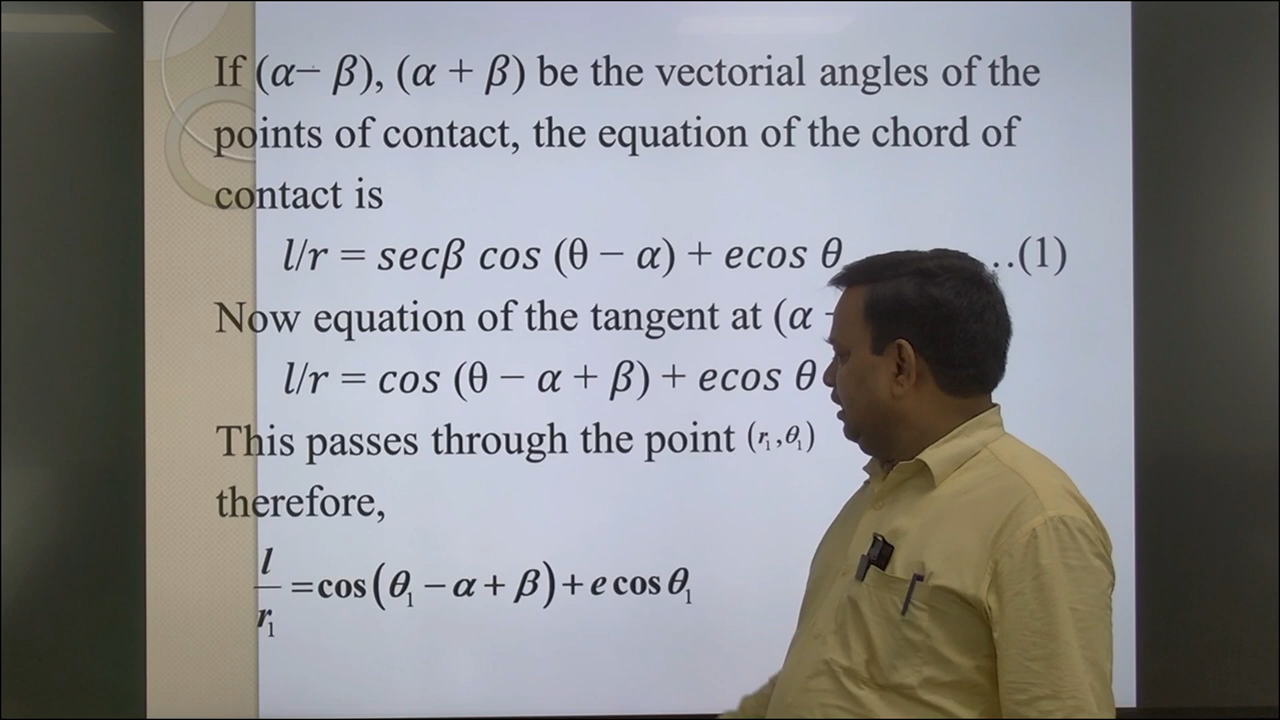 If (α− β), (α + β) be the vectorial angles of the
points of contact, the equation of the chord of
contact is
l/r = secβ cos (θ − α) + ecos θ ..(1)
Now equation of the tangent at (α
l/r = cos (θ − α + β) + ecos θ
This passes through the point (r₁,θ₁)
therefore,
l/r₁ =cos(θ₁ −α+β)+e cosθ₁